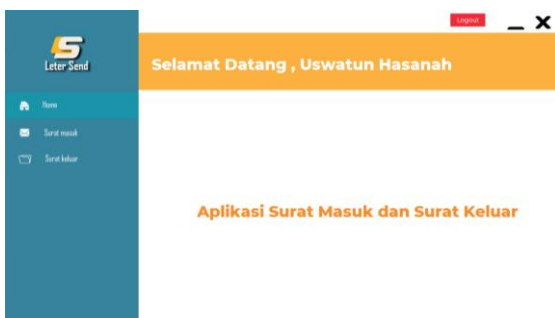 Logout
Leter Send
Selamat Datang , Uswatun Hasanah
Home
Surat masuk
Surat keluar
Aplikasi Surat Masuk dan Surat Keluar